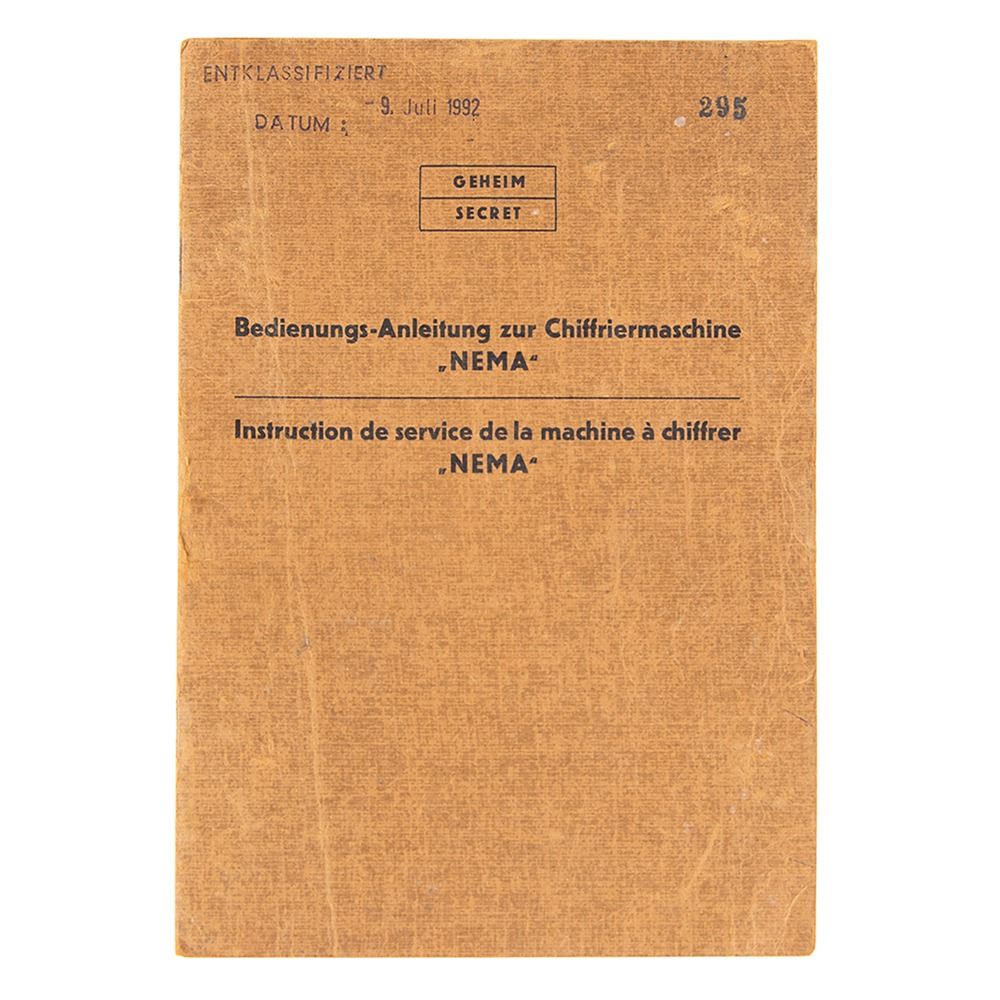 ENTKLASSIFIZIERT
- 9. Juli 1992
DATUM :
295
GEHEIM
SECRET
Bedienungs-Anleitung zur Chiffriermaschine
„NEMA“
Instruction de service de la machine à chiffrer
„NEMA“